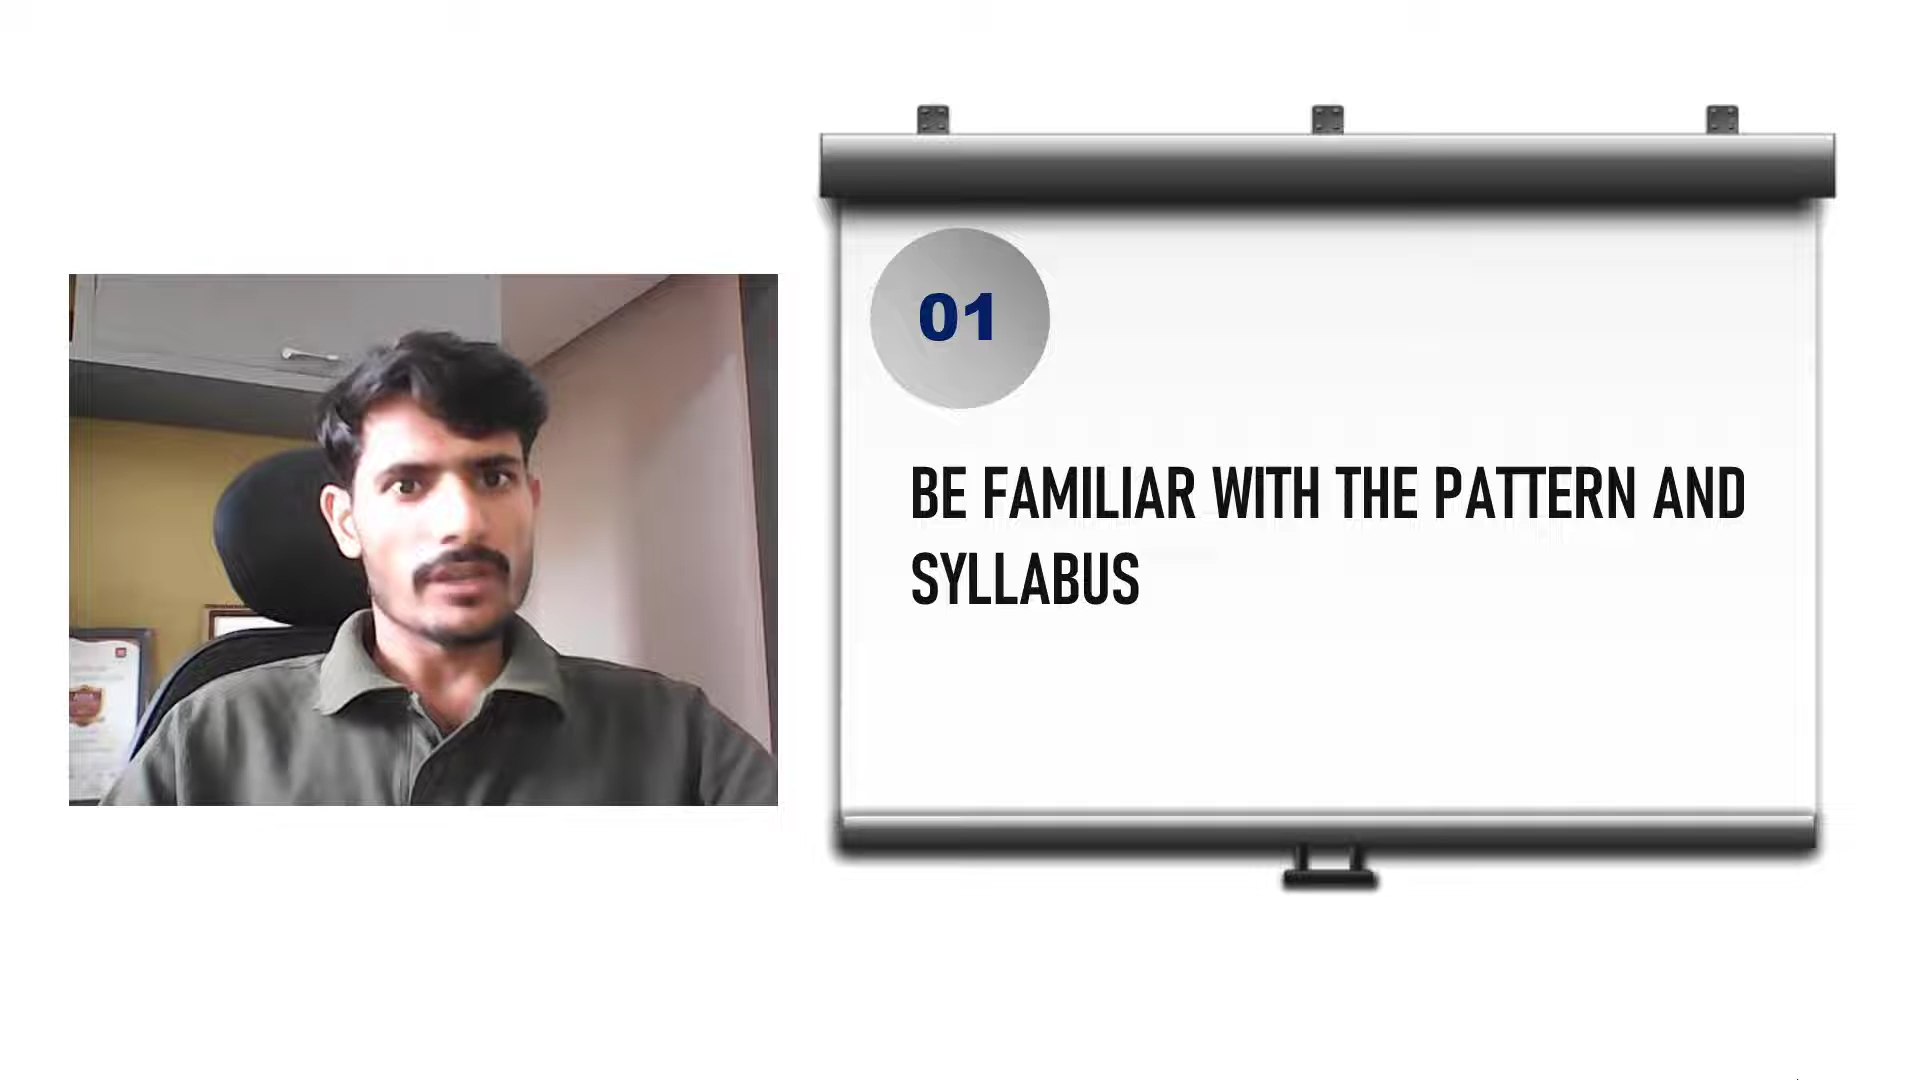 01
BE FAMILIAR WITH THE PATTERN AND
SYLLABUS